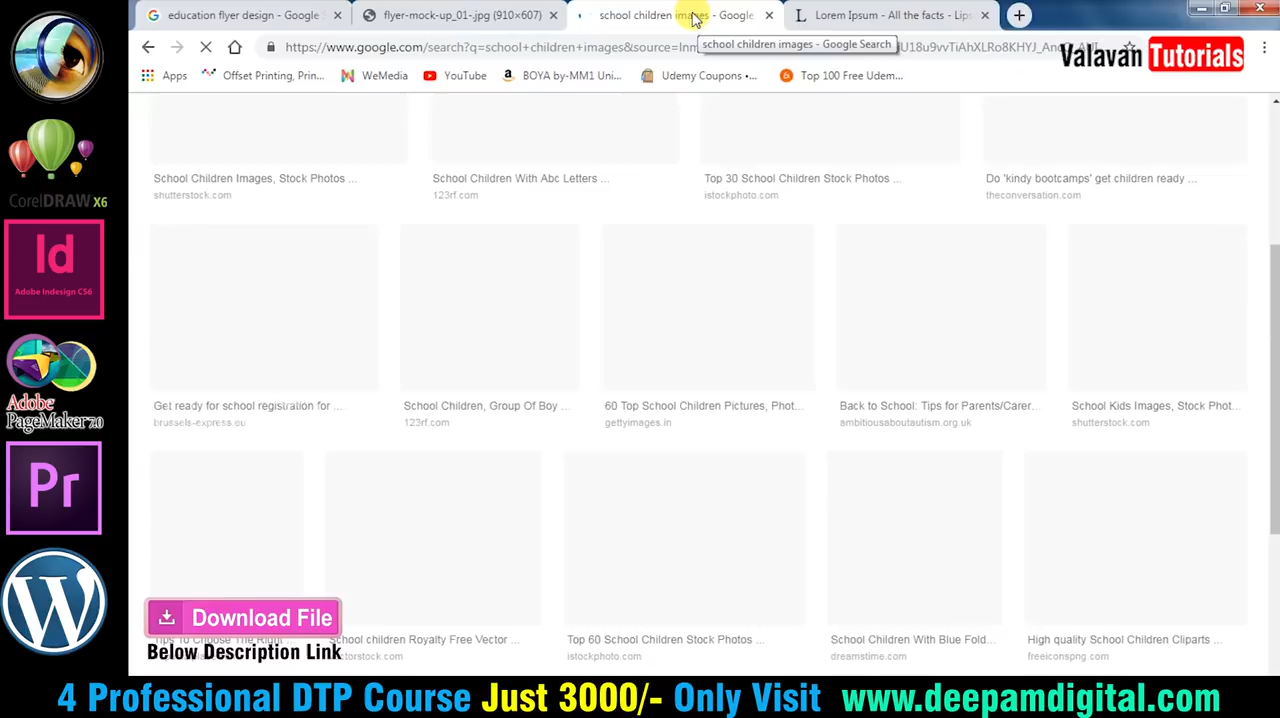 education flyer design - Google S
flyer-mock-up_01-.jpg (910×607)
school children images - Google
Lorem Ipsum - All the facts - Lips
https://www.google.com/search?q=school+children+images&source=lnm
school children images - Google Search
Valavan Tutorials
Apps
Offset Printing, Prin...
WeMedia
YouTube
BOYA by-MM1 Uni...
Udemy Coupons •...
Top 100 Free Udem...
School Children Images, Stock Photos ...
shutterstock.com
School Children With Abc Letters ...
123rf.com
Top 30 School Children Stock Photos ...
istockphoto.com
Do 'kindy bootcamps' get children ready ...
theconversation.com
CorelDRAW X6
Id
Adobe Indesign CS6
Adobe
PageMaker 7.0
Pr
W
Get ready for school registration for ...
brussels-express.eu
School Children, Group Of Boy ...
123rf.com
60 Top School Children Pictures, Phot...
gettyimages.in
Back to School: Tips for Parents/Carer...
ambitiousaboutautism.org.uk
School Kids Images, Stock Phot...
shutterstock.com
Download File
Below Description Link
Tips To Choose The Right
School children Royalty Free Vector ...
Top 60 School Children Stock Photos ...
istockphoto.com
School Children With Blue Fold...
dreamstime.com
High quality School Children Cliparts ...
freeiconspng.com
4 Professional DTP Course Just 3000/- Only Visit www.deepamdigital.com